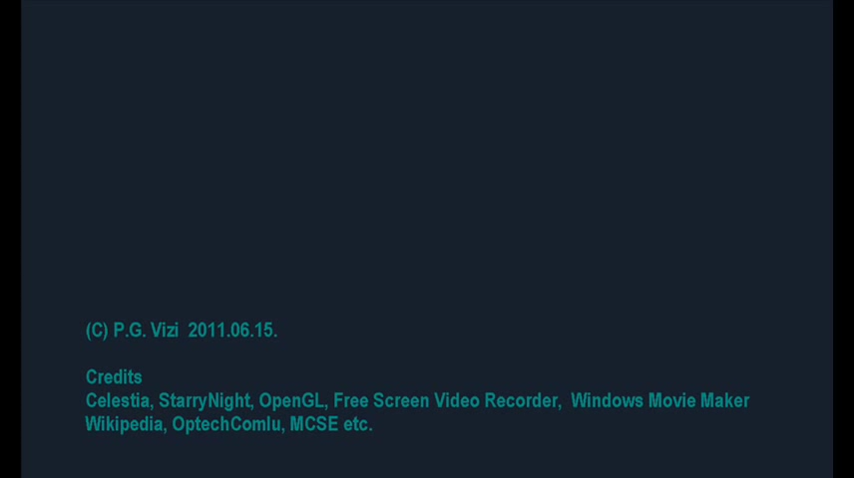 (C) P.G. Vizi 2011.06.15.
Credits
Celestia, StarryNight, OpenGL, Free Screen Video Recorder, Windows Movie Maker
Wikipedia, OptechComlu, MCSE etc.